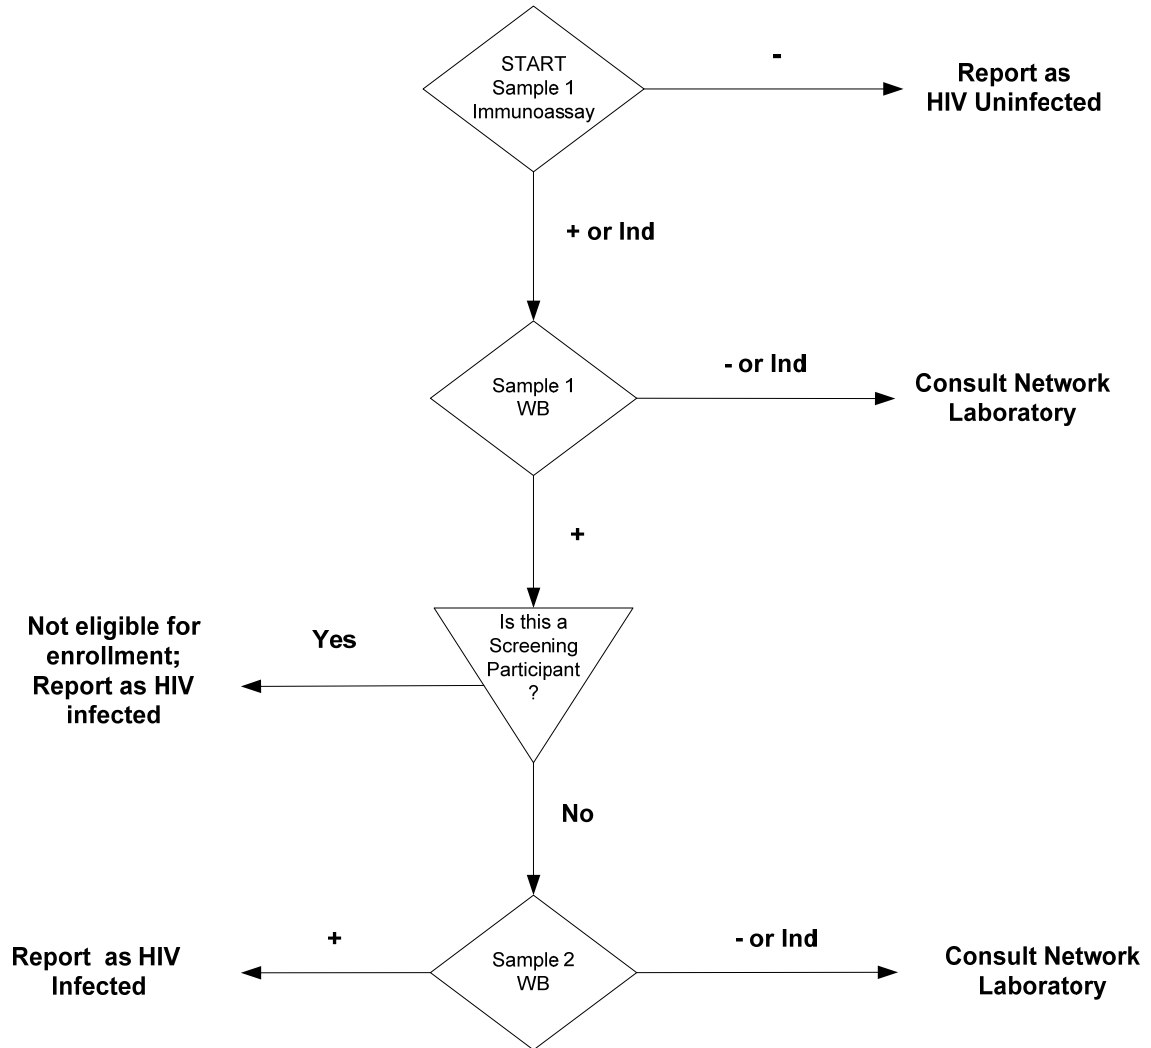 START
Sample 1
Immunoassay
-
Report as
HIV Uninfected
+ or Ind
Sample 1
WB
- or Ind
Consult Network
Laboratory
+
Is this a
Screening
Participant
?
Yes
Not eligible for
enrollment;
Report as HIV
infected
No
Sample 2
WB
+
Report as HIV
Infected
- or Ind
Consult Network
Laboratory